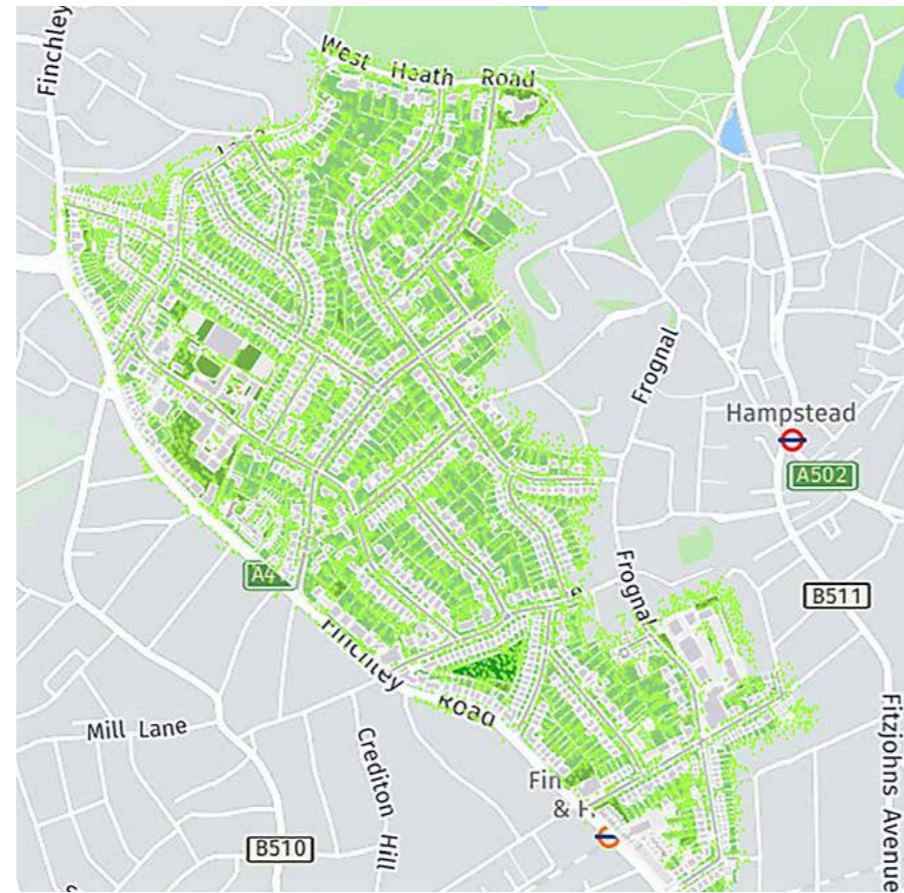 Finchley
West Heath Road
Frognal
Hampstead
A502
Frognal
A4
B511
Finchley Road
Mill Lane
Crediton Hill
Fin
& F
Fitzjohns Avenue
B510